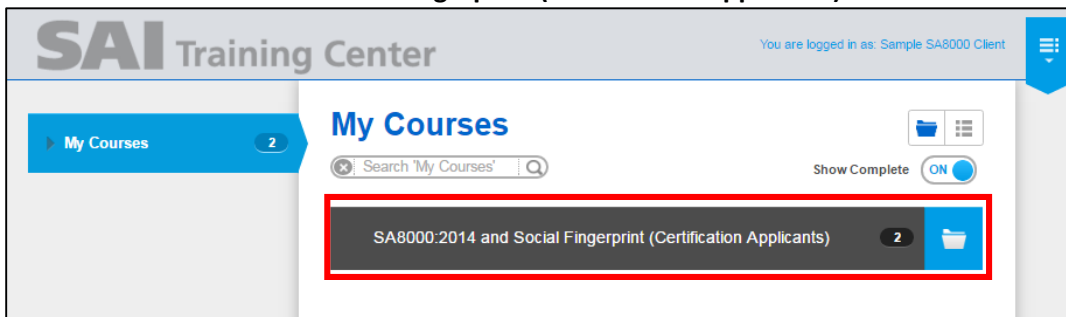 SAI Training Center
You are logged in as: Sample SA8000 Client
My Courses
2
My Courses
Search 'My Courses'
Show Complete
ON
SA8000:2014 and Social Fingerprint (Certification Applicants)
2